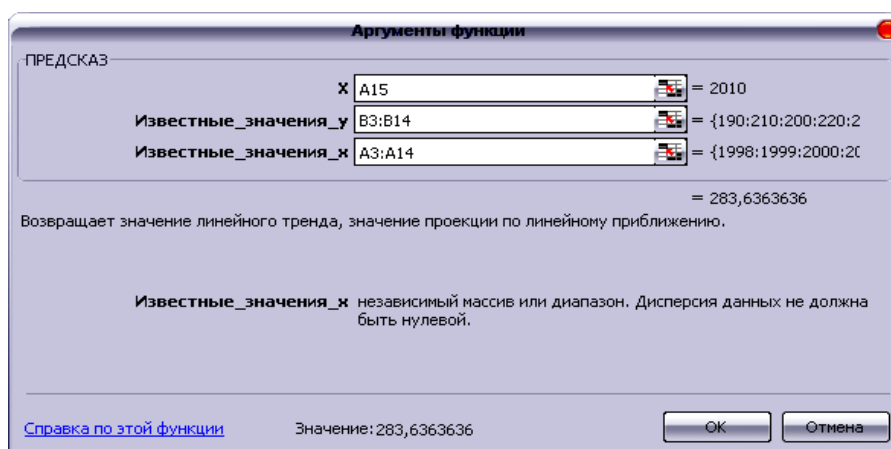 Аргументы функции
ПРЕДСКАЗ
X A15 = 2010
Известные_значения_y B3:B14 = {190:210:200:220:2
Известные_значения_x A3:A14 = {1998:1999:2000:20
= 283,6363636
Возвращает значение линейного тренда, значение проекции по линейному приближению.
Известные_значения_x независимый массив или диапазон. Дисперсия данных не должна
быть нулевой.
Справка по этой функции Значение: 283,6363636 ОК Отмена